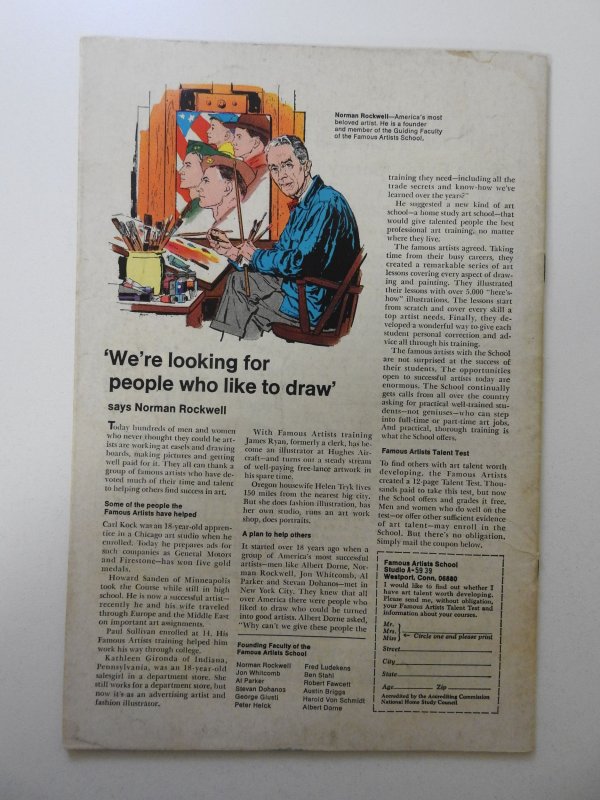 Norman Rockwell—America's most
beloved artist. He is a founder
and member of the Guiding Faculty
of the Famous Artists School.
'We're looking for
people who like to draw'
says Norman Rockwell
Today hundreds of men and women
who never thought they could be art-
ists are working at easels and drawing
boards, making pictures and getting
well paid for it. They all can thank a
group of famous artists who have de-
voted much of their time and talent
to helping others find success in art.
Some of the people the
Famous Artists have helped
Carl Kock was an 18-year-old appren-
tice in a Chicago art studio when he
enrolled. Today he prepares ads for
such companies as General Motors
and Firestone—has won five gold
medals.
Howard Sanden of Minneapolis
took the Course while still in high
school. He is now a successful artist—
recently he and his wife traveled
through Europe and the Middle East
on important art assignments.
Paul Sullivan enrolled at 14. His
Famous Artists training helped him
work his way through college.
Kathleen Gironda of Indiana,
Pennsylvania, was an 18-year-old
salesgirl in a department store. She
still works for a department store, but
now it's as an advertising artist and
fashion illustrator.
With Famous Artists training
James Ryan, formerly a clerk, has be-
come an illustrator at Hughes Air-
craft—and turns out a steady stream
of well-paying free-lance artwork in
his spare time.
Oregon housewife Helen Tryk lives
150 miles from the nearest big city.
But she does fashion illustration, has
her own studio, runs an art work
shop, does portraits.
A plan to help others
It started over 18 years ago when a
group of America's most successful
artists—men like Albert Dorne, Nor-
man Rockwell, Jon Whitcomb, Al
Parker and Stevan Dohanos—met in
New York City. They knew that all
over America there were people who
liked to draw who could be turned
into good artists. Albert Dorne asked,
"Why can't we give these people the
Founding Faculty of the
Famous Artists School
Norman Rockwell
Jon Whitcomb
Al Parker
Stevan Dohanos
George Giusti
Peter Helck
Fred Ludekens
Ben Stahl
Robert Fawcett
Austin Briggs
Harold Von Schmidt
Albert Dorne
training they need—including all the
trade secrets and know-how we've
learned over the years?"
He suggested a new kind of art
school—a home study art school—that
would give talented people the best
professional art training, no matter
where they live.
The famous artists agreed. Taking
time from their busy careers, they
created a remarkable series of art
lessons covering every aspect of draw-
ing and painting. They illustrated
their lessons with over 5,000 "here's-
how" illustrations. The lessons start
from scratch and cover every skill a
top artist needs. Finally, they de-
veloped a wonderful way to give each
student personal correction and ad-
vice all through his training.
The famous artists with the School
are not surprised at the success of
their students. The opportunities
open to successful artists today are
enormous. The School continually
gets calls from all over the country
asking for practical well-trained stu-
dents—not geniuses—who can step
into full-time or part-time art jobs.
And practical, thorough training is
what the School offers.
Famous Artists Talent Test
To find others with art talent worth
developing, the Famous Artists
created a 12-page Talent Test. Thou-
sands paid to take this test, but now
the School offers and grades it free.
Men and women who do well on the
test—or offer other sufficient evidence
of art talent—may enroll in the
School. But there's no obligation.
Simply mail the coupon below.
Famous Artists School
Studio A-5939
Westport, Conn. 06880
I would like to find out whether I
have art talent worth developing.
Please send me, without obligation,
your Famous Artists Talent Test and
information about your courses.
Mr.
Mrs.
Miss
← Circle one and please print
Street
City
State
Age Zip
Accredited by the Accrediting Commission
National Home Study Council